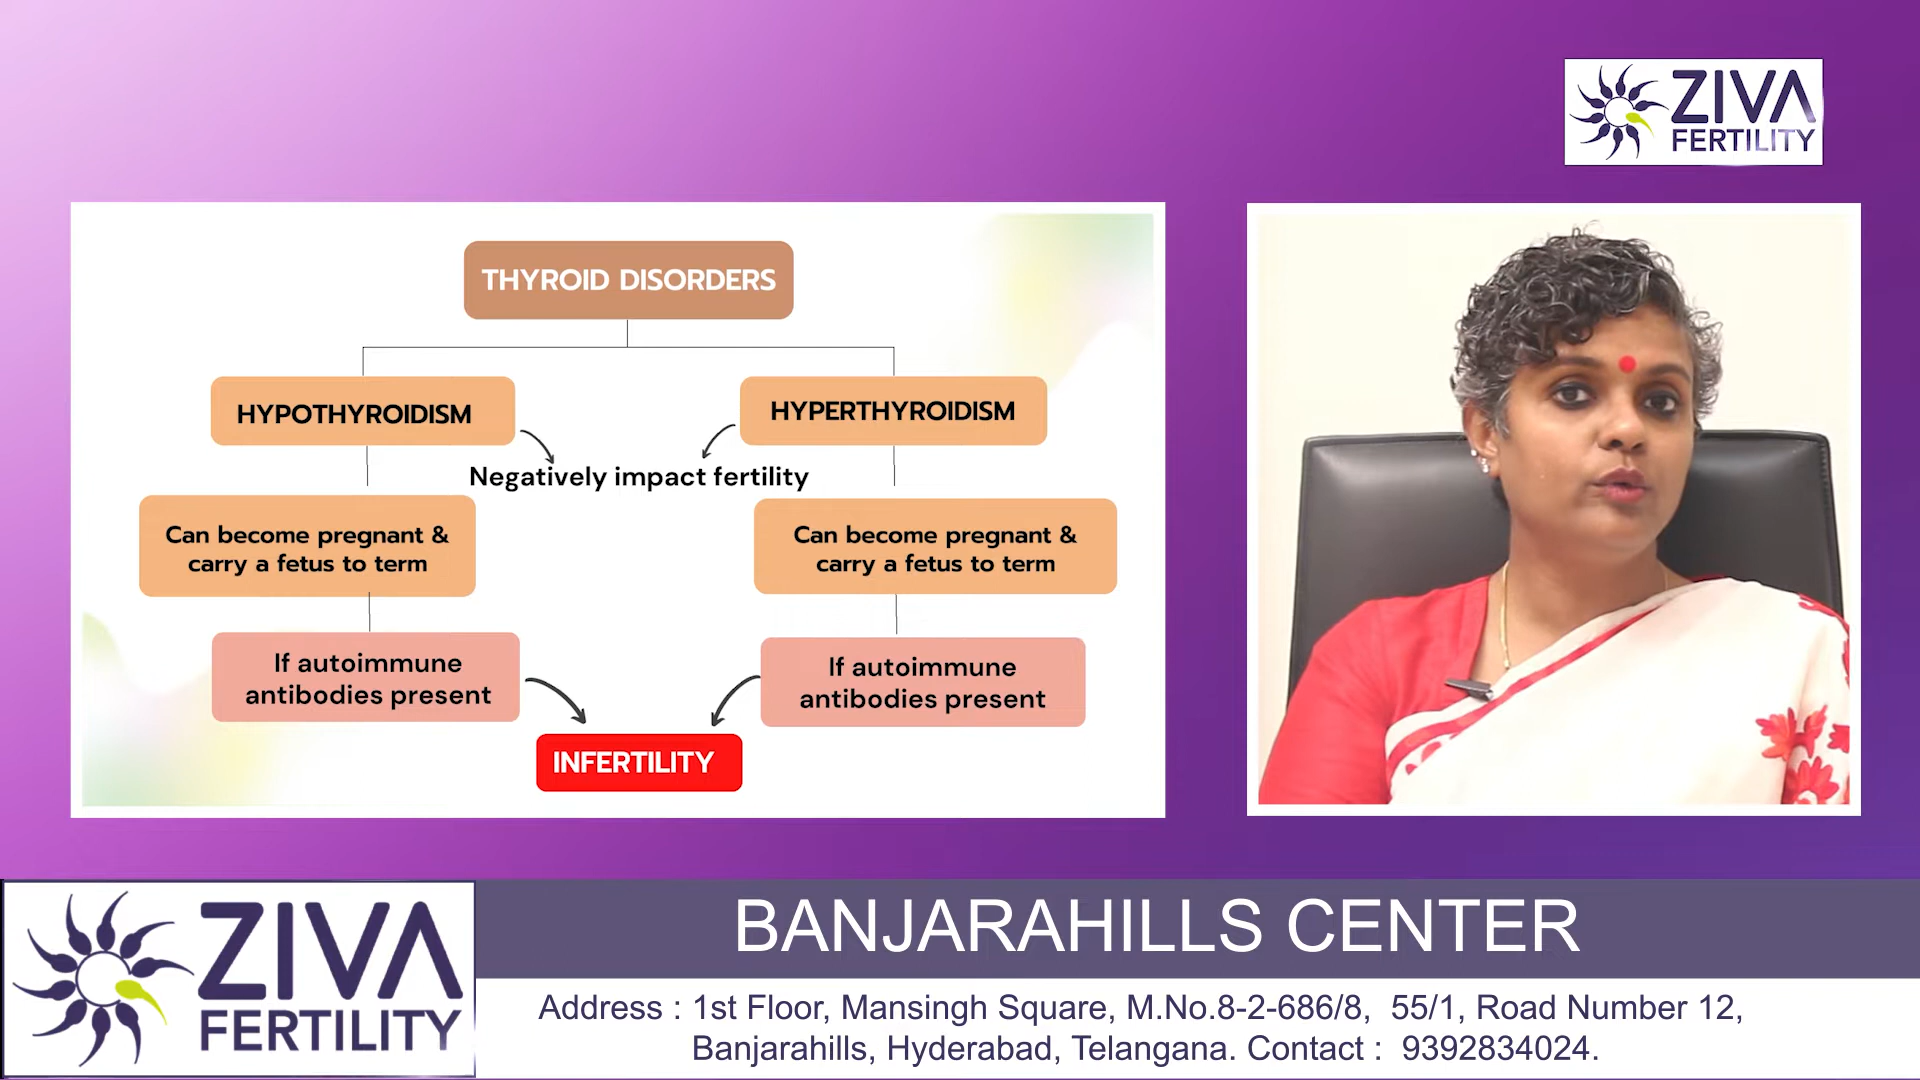 ZIVA
FERTILITY
THYROID DISORDERS
HYPOTHYROIDISM
HYPERTHYROIDISM
Negatively impact fertility
Can become pregnant &
carry a fetus to term
Can become pregnant &
carry a fetus to term
If autoimmune
antibodies present
If autoimmune
antibodies present
INFERTILITY
ZIVA
FERTILITY
BANJARAHILLS CENTER
Address : 1st Floor, Mansingh Square, M.No.8-2-686/8, 55/1, Road Number 12,
Banjarahills, Hyderabad, Telangana. Contact : 9392834024.